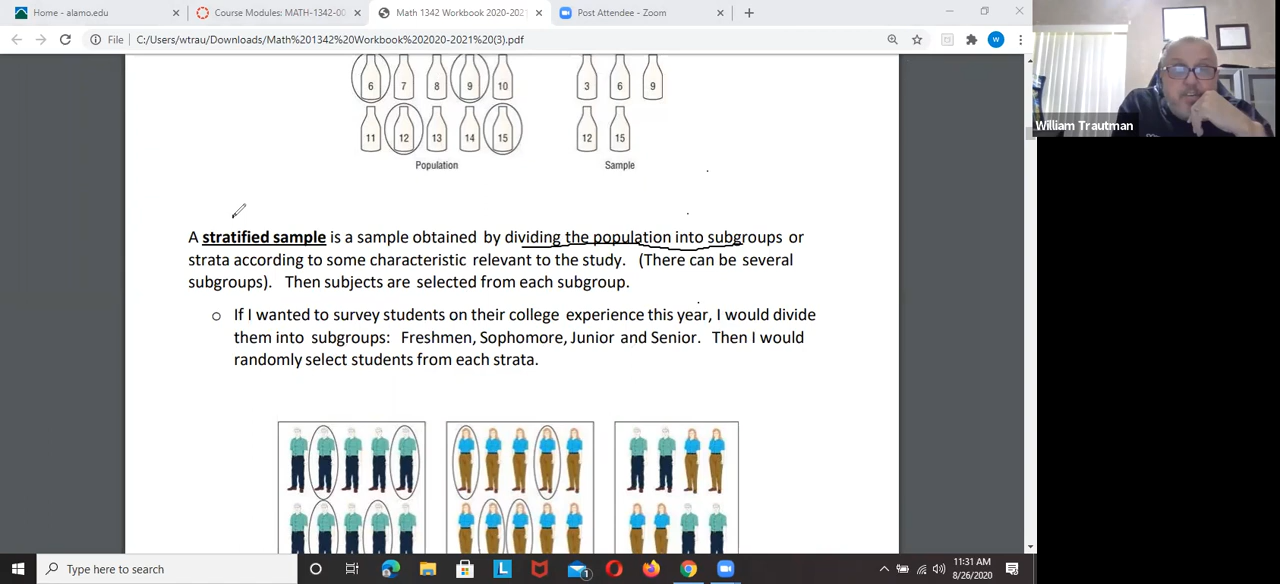 Home - alamo.edu
Course Modules: MATH-1342-00
Math 1342 Workbook 2020-2021
Post Attendee - Zoom
File
C:/Users/wtrau/Downloads/Math%201342%20Workbook%202020-2021%20(3).pdf
W
6 7 8 9 10
3 6 9
11 12 13 14 15
12 15
Population
Sample
William Trautman
A stratified sample is a sample obtained by dividing the population into subgroups or
strata according to some characteristic relevant to the study. (There can be several
subgroups). Then subjects are selected from each subgroup.
o If I wanted to survey students on their college experience this year, I would divide
them into subgroups: Freshmen, Sophomore, Junior and Senior. Then I would
randomly select students from each strata.
Type here to search
L
1
11:31 AM
8/26/2020